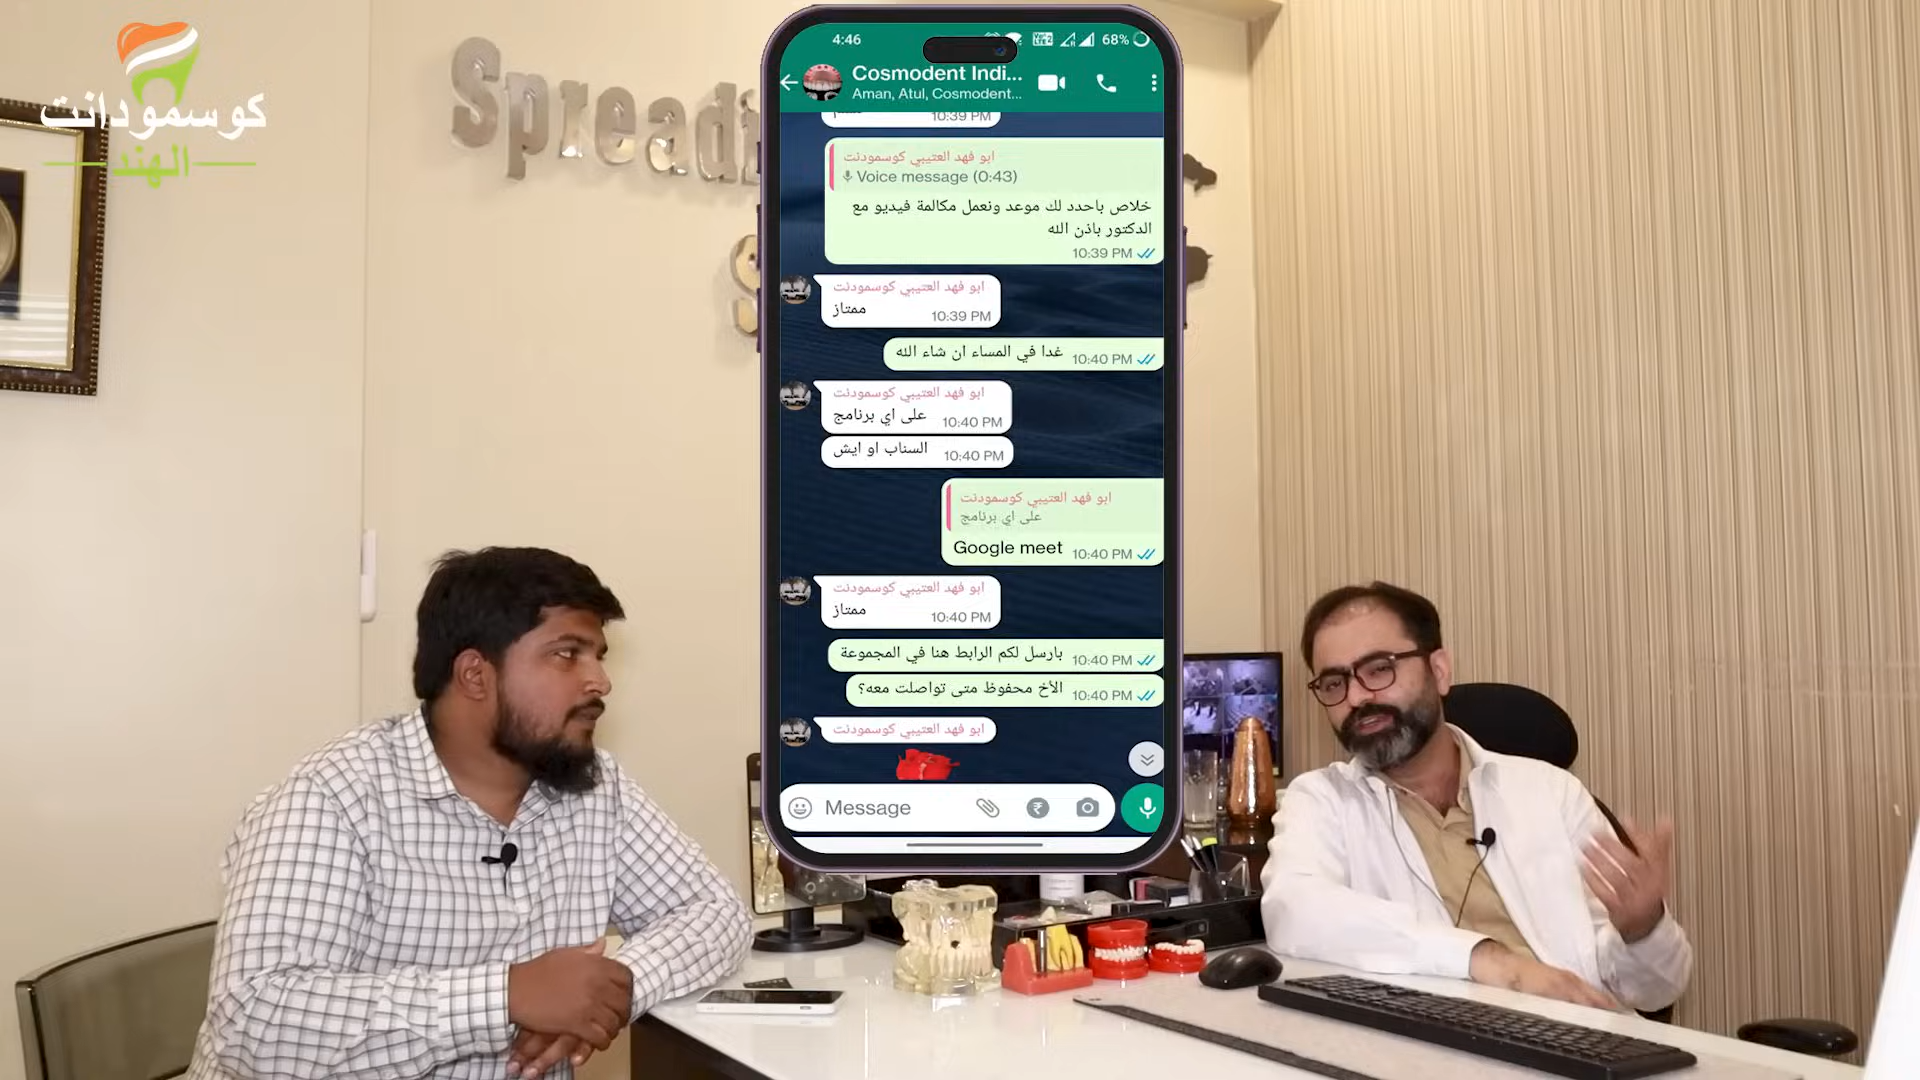 كوسمودانت
الهند
Spreadi
S
4:46
68%
Cosmodent Indi...
Aman, Atul, Cosmodent...
10:39 PM
ابو فهد العتيبي كوسمودنت
Voice message (0:43)
خلاص باحدد لك موعد ونعمل مكالمة فيديو مع
الدكتور باذن الله
10:39 PM
ابو فهد العتيبي كوسمودنت
ممتاز
10:39 PM
غدا في المساء ان شاء الله
10:40 PM
ابو فهد العتيبي كوسمودنت
على اي برنامج
10:40 PM
السناب او ايش
10:40 PM
ابو فهد العتيبي كوسمودنت
على اي برنامج
Google meet
10:40 PM
ابو فهد العتيبي كوسمودنت
ممتاز
10:40 PM
بارسل لكم الرابط هنا في المجموعة
10:40 PM
الأخ محفوظ متى تواصلت معه؟
10:40 PM
ابو فهد العتيبي كوسمودنت
Message